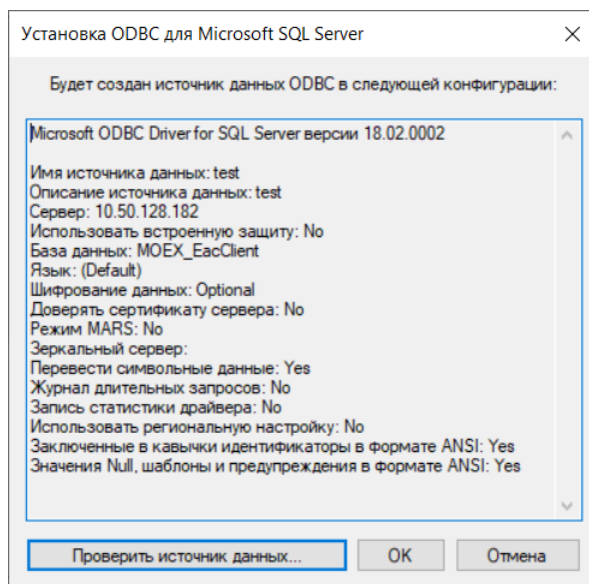 Установка ODBC для Microsoft SQL Server
Будет создан источник данных ODBC в следующей конфигурации:
Microsoft ODBC Driver for SQL Server версии 18.02.0002
Имя источника данных: test
Описание источника данных: test
Сервер: 10.50.128.182
Использовать встроенную защиту: No
База данных: MOEX_EacClient
Язык: (Default)
Шифрование данных: Optional
Доверять сертификату сервера: No
Режим MARS: No
Зеркальный сервер:
Перевести символьные данные: Yes
Журнал длительных запросов: No
Запись статистики драйвера: No
Использовать региональную настройку: No
Заключенные в кавычки идентификаторы в формате ANSI: Yes
Значения Null, шаблоны и предупреждения в формате ANSI: Yes
Проверить источник данных... OK Отмена